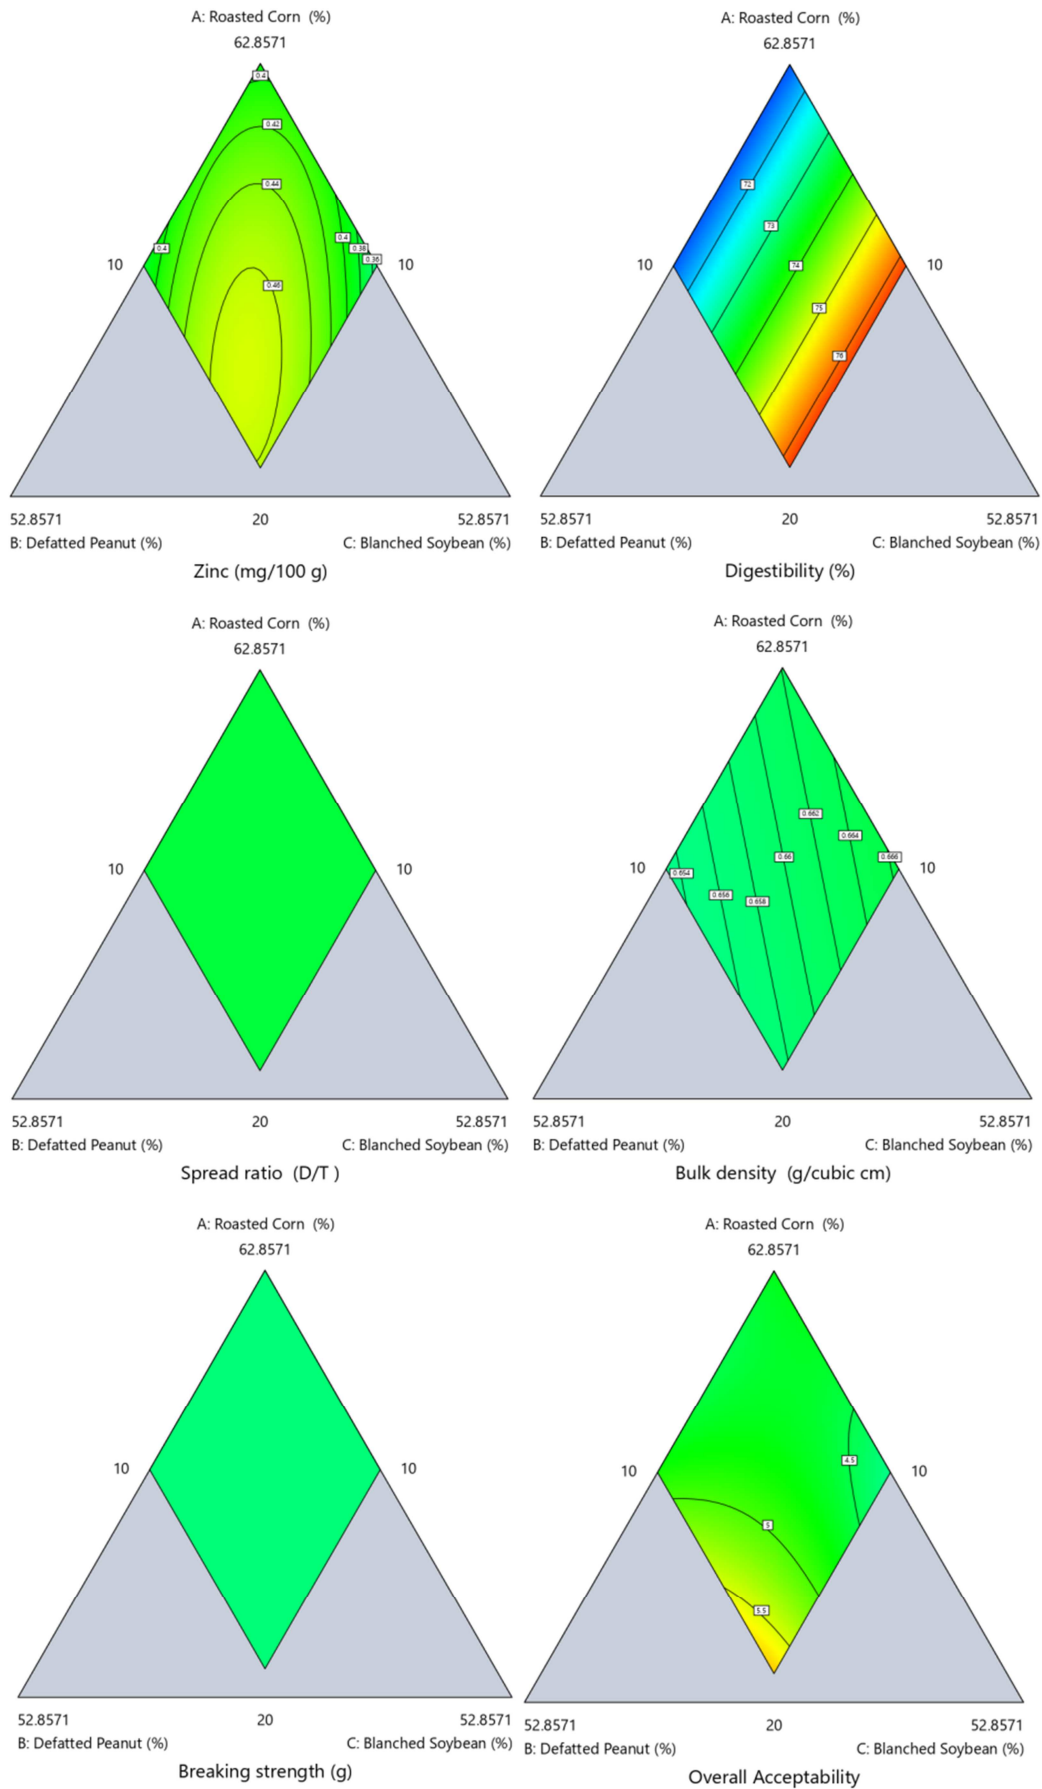 A: Roasted Corn (%)
62.8571
0.4
0.42
0.44
0.4
0.4
0.38
0.36
10
10
0.46
52.8571
20
52.8571
B: Defatted Peanut (%)
C: Blanched Soybean (%)
Zinc (mg/100 g)
A: Roasted Corn (%)
62.8571
72
73
74
10
10
75
76
52.8571
20
52.8571
B: Defatted Peanut (%)
C: Blanched Soybean (%)
Digestibility (%)
A: Roasted Corn (%)
62.8571
10
10
52.8571
20
52.8571
B: Defatted Peanut (%)
C: Blanched Soybean (%)
Spread ratio (D/T )
A: Roasted Corn (%)
62.8571
0.662
0.664
0.66
0.666
10
10
0.654
0.656
0.658
52.8571
20
52.8571
B: Defatted Peanut (%)
C: Blanched Soybean (%)
Bulk density (g/cubic cm)
A: Roasted Corn (%)
62.8571
10
10
52.8571
20
52.8571
B: Defatted Peanut (%)
C: Blanched Soybean (%)
Breaking strength (g)
A: Roasted Corn (%)
62.8571
4.5
10
10
5
5.5
52.8571
20
52.8571
B: Defatted Peanut (%)
C: Blanched Soybean (%)
Overall Acceptability